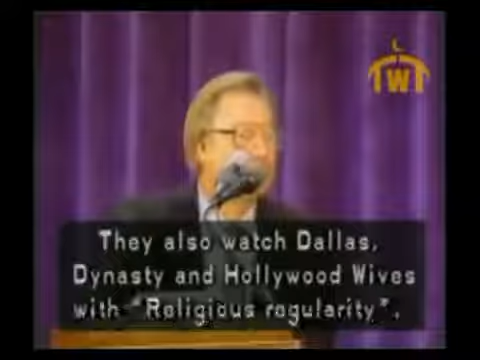 TWT
They also watch Dallas,
Dynasty and Hollywood Wives
with "Religious regularity".